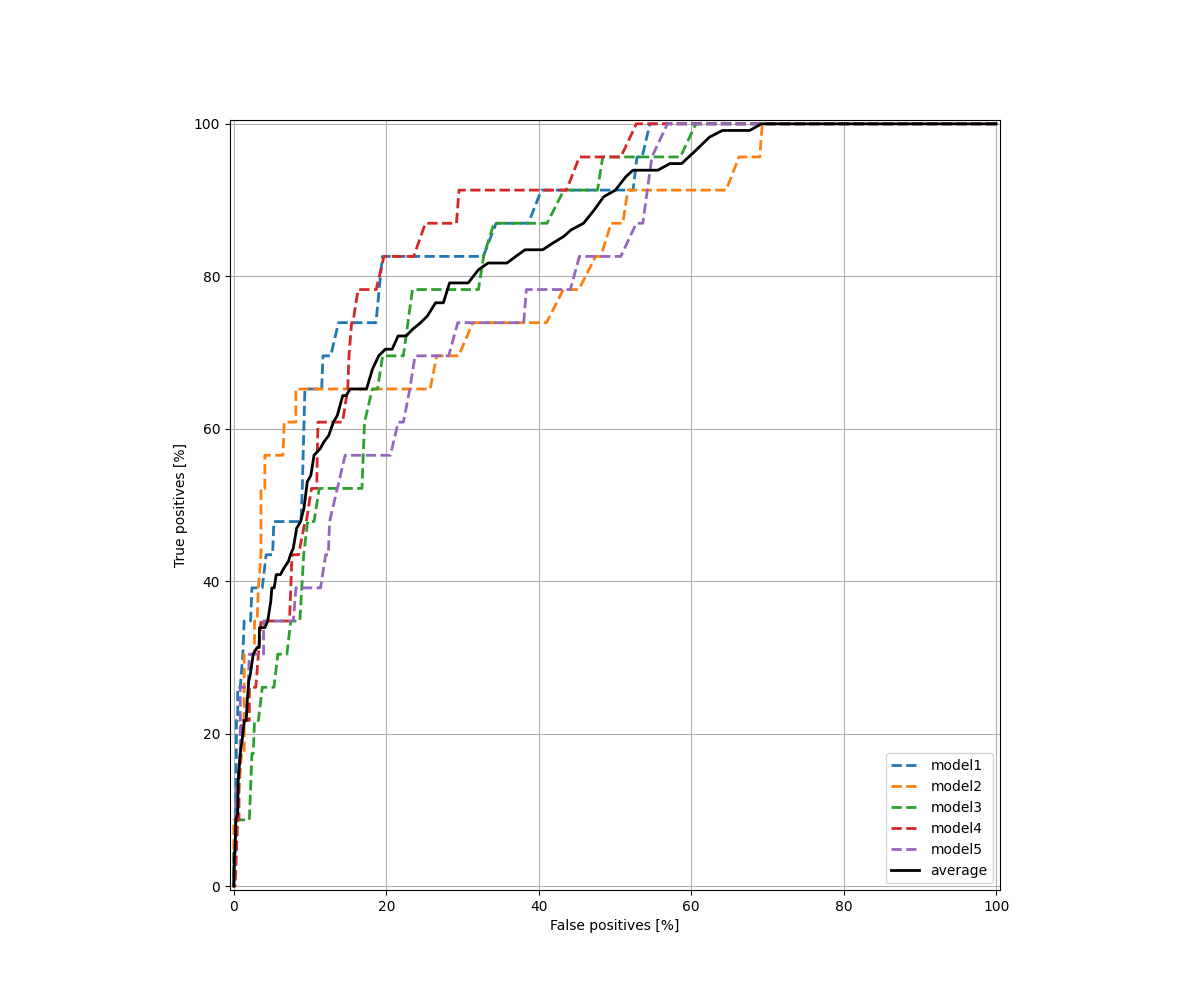 100
80
60
40
20
0
True positives [%]
0 20 40 60 80 100
False positives [%]
model1
model2
model3
model4
model5
average